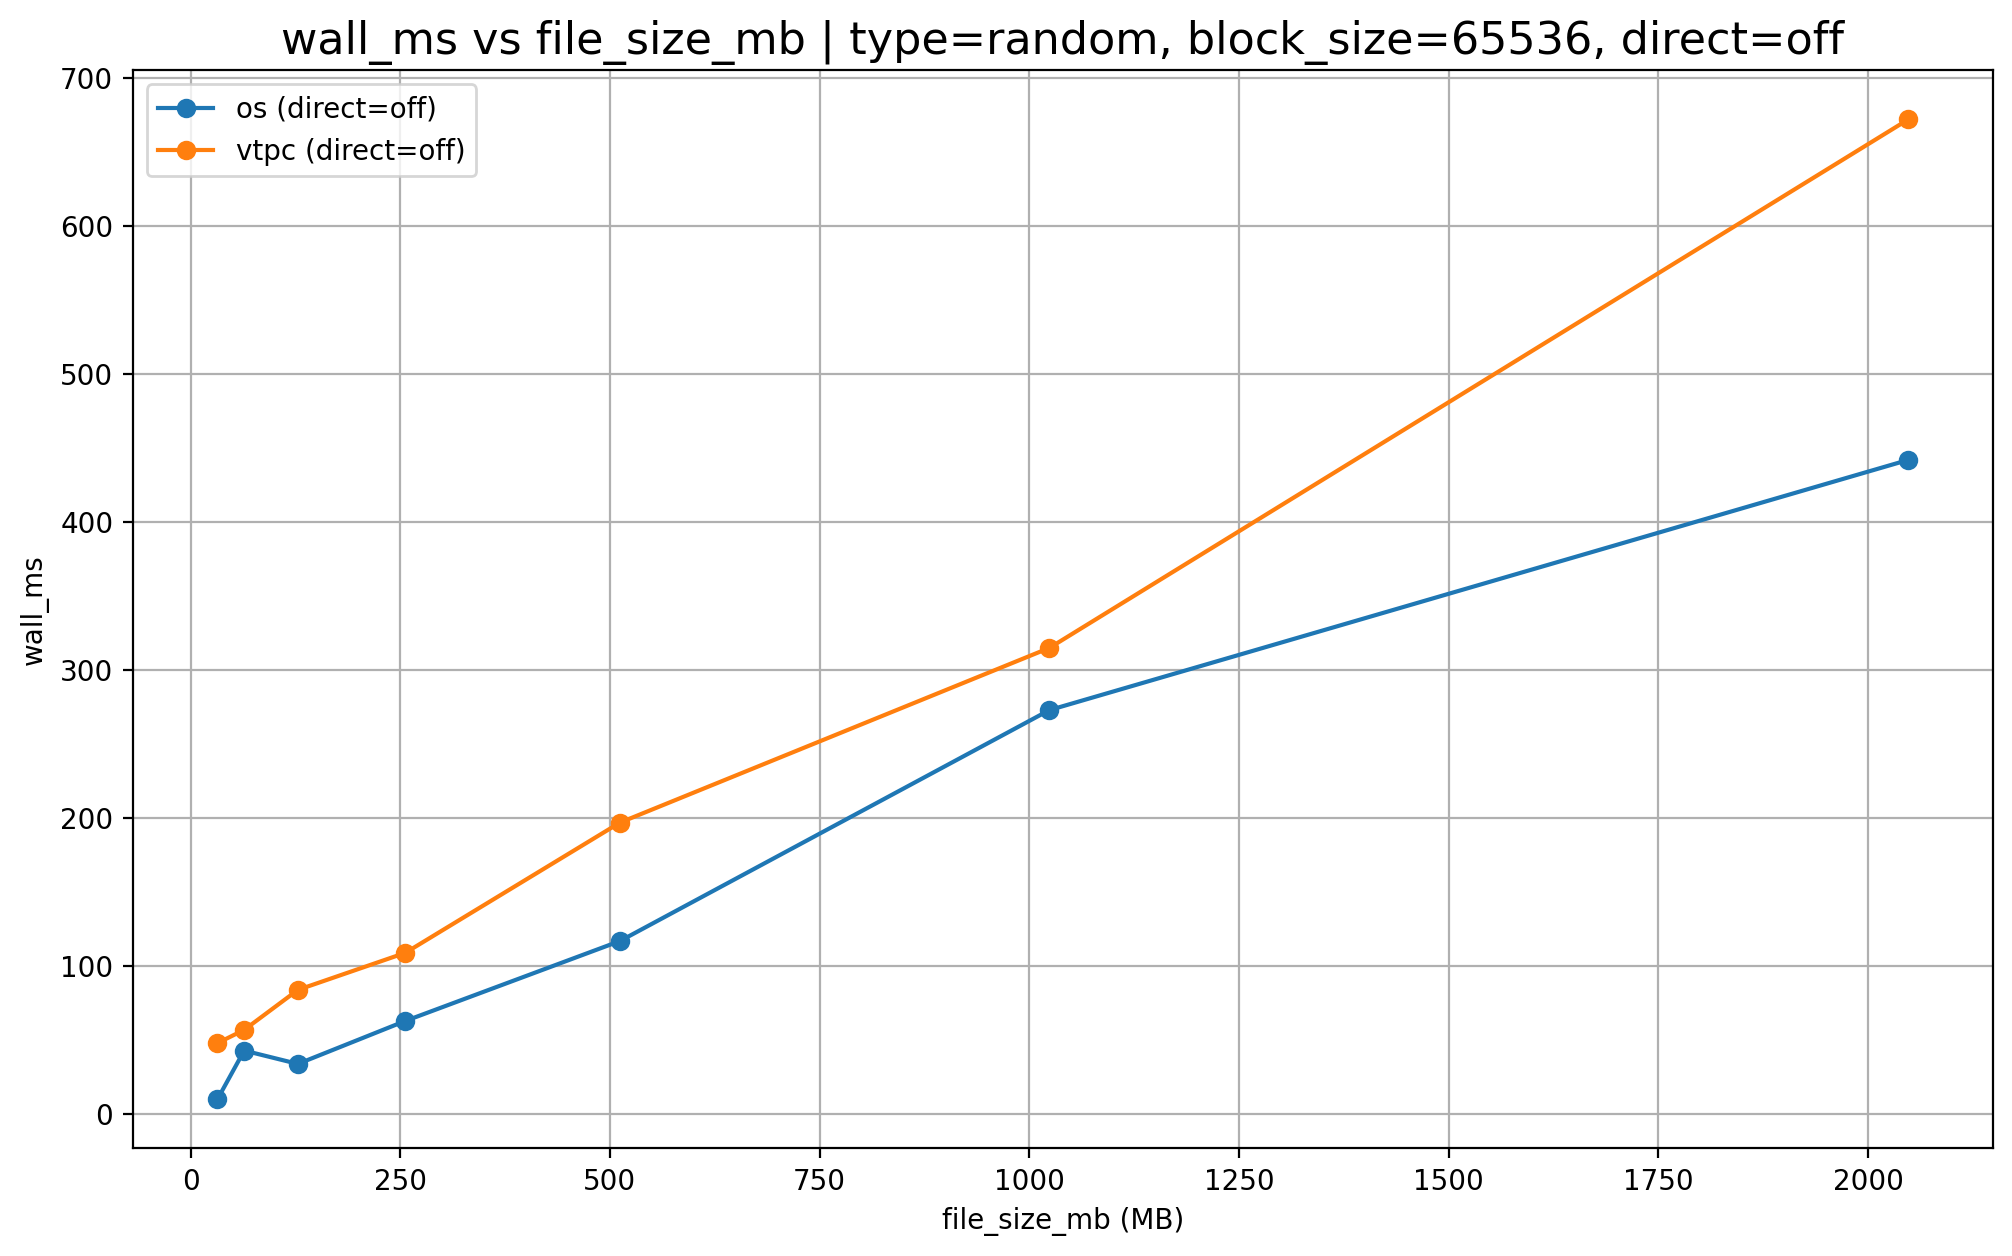 wall_ms vs file_size_mb | type=random, block_size=65536, direct=off
os (direct=off)
vtpc (direct=off)
700
600
500
400
300
200
100
0
wall_ms
0 250 500 750 1000 1250 1500 1750 2000
file_size_mb (MB)